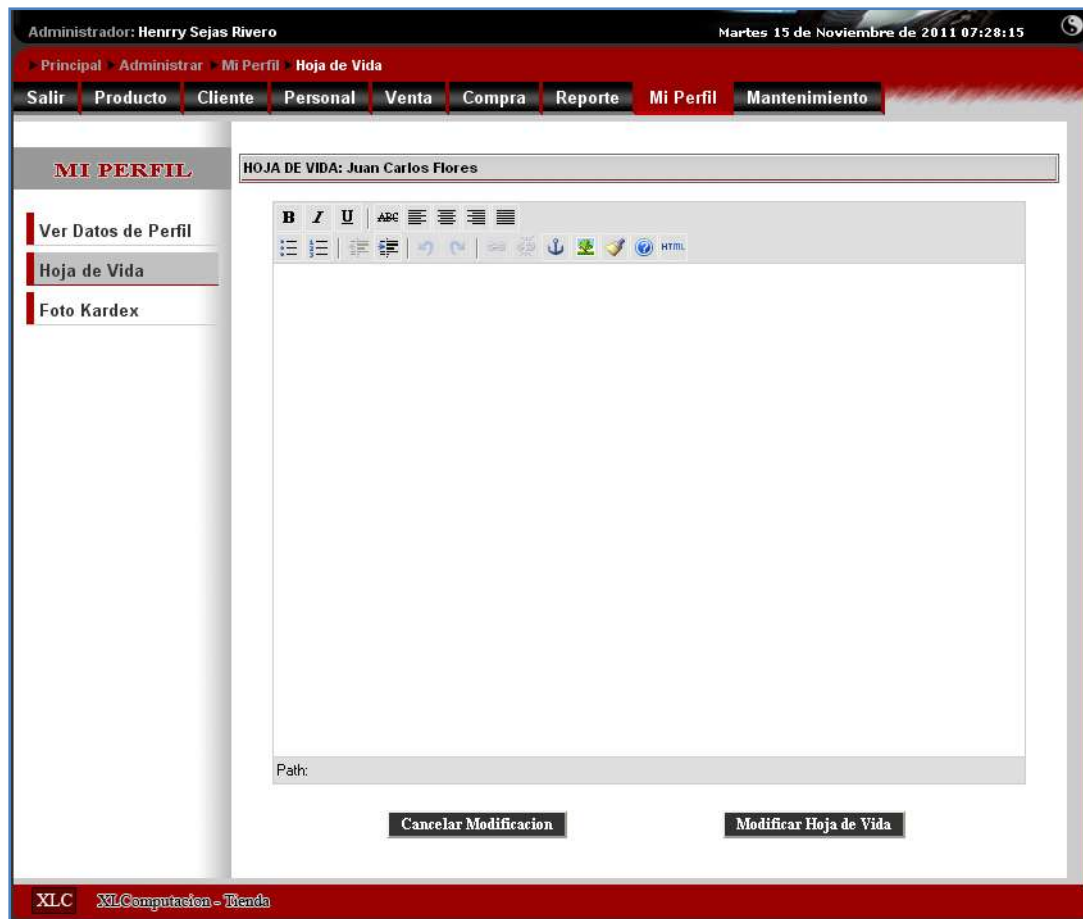 Administrador: Henrry Sejas Rivero Martes 15 de Noviembre de 2011 07:28:15
Principal Administrar Mi Perfil Hoja de Vida
Salir Producto Cliente Personal Venta Compra Reporte Mi Perfil Mantenimiento
MI PERFIL
HOJA DE VIDA: Juan Carlos Flores
Ver Datos de Perfil
Hoja de Vida
Foto Kardex
B I U ABC
HTML
Path:
Cancelar Modificacion Modificar Hoja de Vida
XLC XLComputacion - Tienda